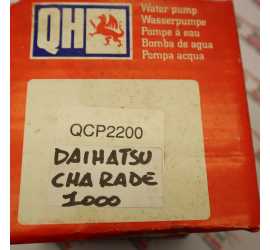 QH
Water pump
Wasserpumpe
Pompe à eau
Bomba de agua
Pompa acqua
QCP2200
DAIHATSU
CHARADE
1000